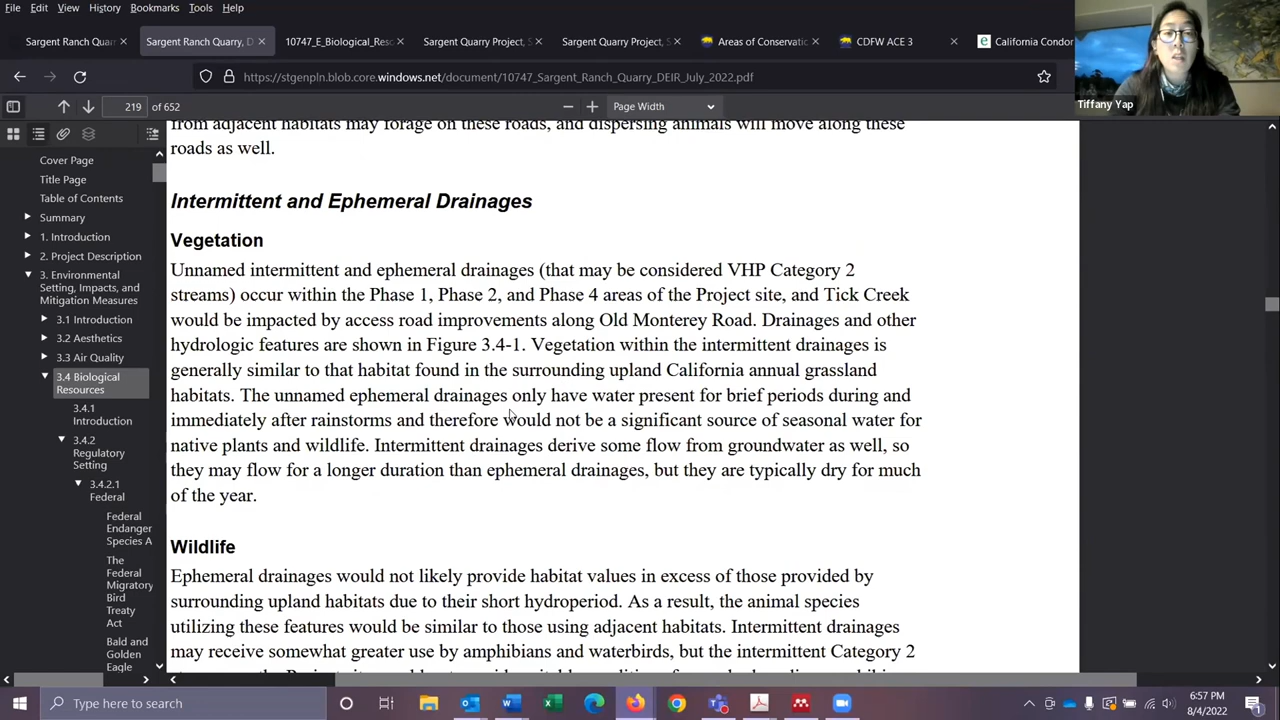 File Edit View History Bookmarks Tools Help
Sargent Ranch Quar
Sargent Ranch Quarry, D
10747_E_Biological_Res
Sargent Quarry Project, S
Sargent Quarry Project, S
Areas of Conservatic
CDFW ACE 3
California Condor
https://stgenpln.blob.core.windows.net/document/10747_Sargent_Ranch_Quarry_DEIR_July_2022.pdf
Tiffany Yap
219 of 652
Page Width
Cover Page
Title Page
Table of Contents
Summary
1. Introduction
2. Project Description
3. Environmental
Setting, Impacts, and
Mitigation Measures
3.1 Introduction
3.2 Aesthetics
3.3 Air Quality
3.4 Biological
Resources
3.4.1
Introduction
3.4.2
Regulatory
Setting
3.4.2.1
Federal
Federal
Endanger
Species A
The
Federal
Migratory
Bird
Treaty
Act
Bald and
Golden
Eagle
from adjacent habitats may forage on these roads, and dispersing animals will move along these
roads as well.
Intermittent and Ephemeral Drainages
Vegetation
Unnamed intermittent and ephemeral drainages (that may be considered VHP Category 2
streams) occur within the Phase 1, Phase 2, and Phase 4 areas of the Project site, and Tick Creek
would be impacted by access road improvements along Old Monterey Road. Drainages and other
hydrologic features are shown in Figure 3.4-1. Vegetation within the intermittent drainages is
generally similar to that habitat found in the surrounding upland California annual grassland
habitats. The unnamed ephemeral drainages only have water present for brief periods during and
immediately after rainstorms and therefore would not be a significant source of seasonal water for
native plants and wildlife. Intermittent drainages derive some flow from groundwater as well, so
they may flow for a longer duration than ephemeral drainages, but they are typically dry for much
of the year.
Wildlife
Ephemeral drainages would not likely provide habitat values in excess of those provided by
surrounding upland habitats due to their short hydroperiod. As a result, the animal species
utilizing these features would be similar to those using adjacent habitats. Intermittent drainages
may receive somewhat greater use by amphibians and waterbirds, but the intermittent Category 2
Type here to search
6:57 PM
8/4/2022